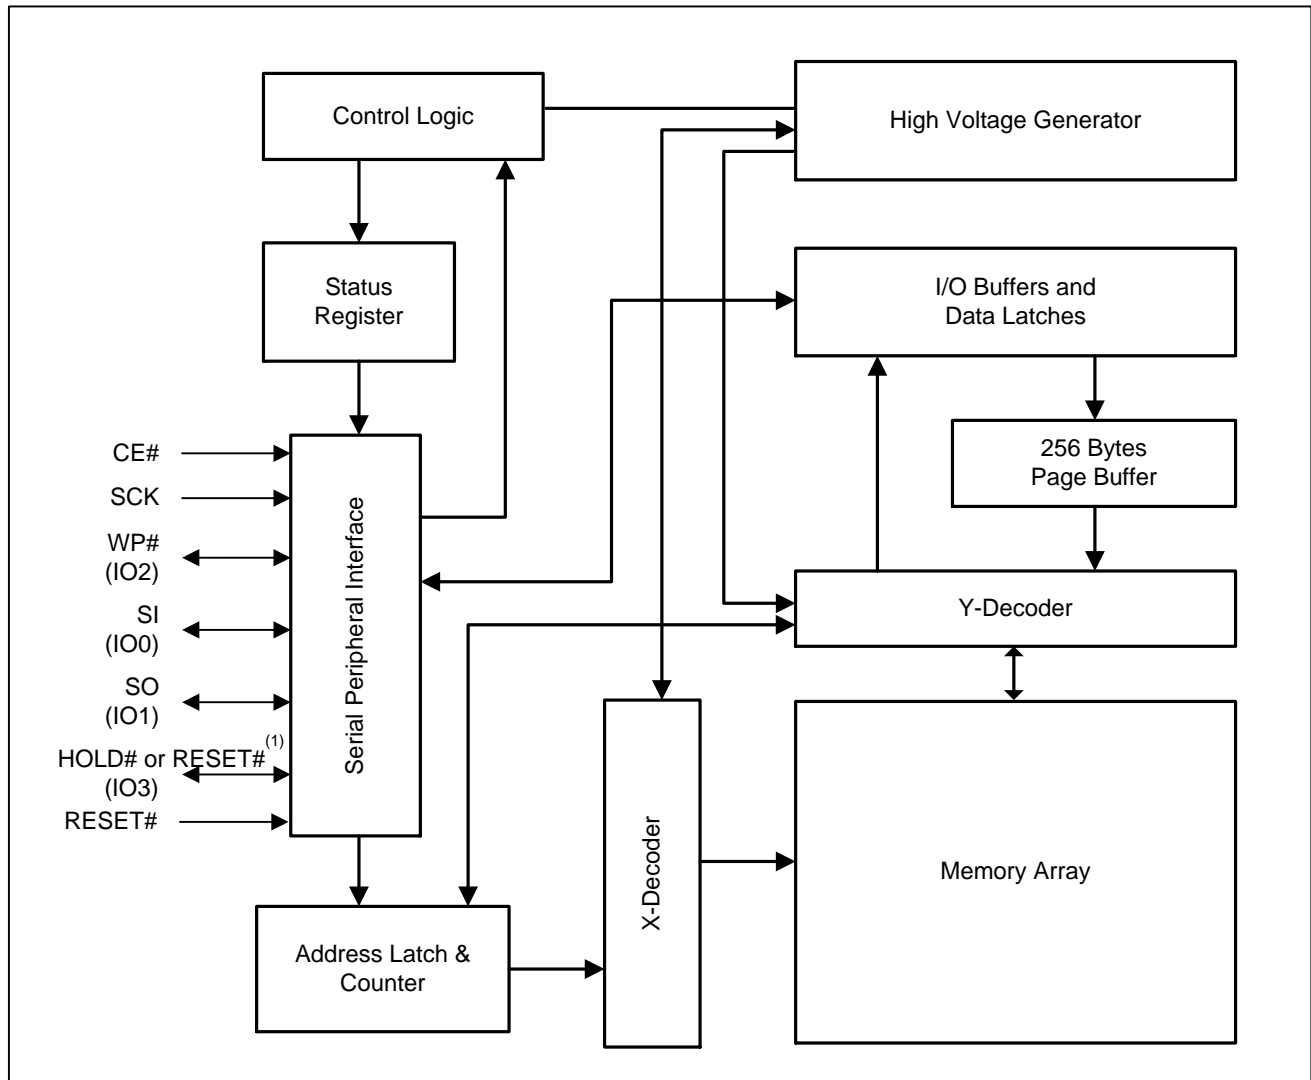 Control Logic
High Voltage Generator
Status
Register
I/O Buffers and
Data Latches
256 Bytes
Page Buffer
Y-Decoder
CE#
SCK
WP#
(IO2)
SI
(IO0)
SO
(IO1)
HOLD# or RESET#(1)
(IO3)
RESET#
Serial Peripheral Interface
X-Decoder
Memory Array
Address Latch &
Counter